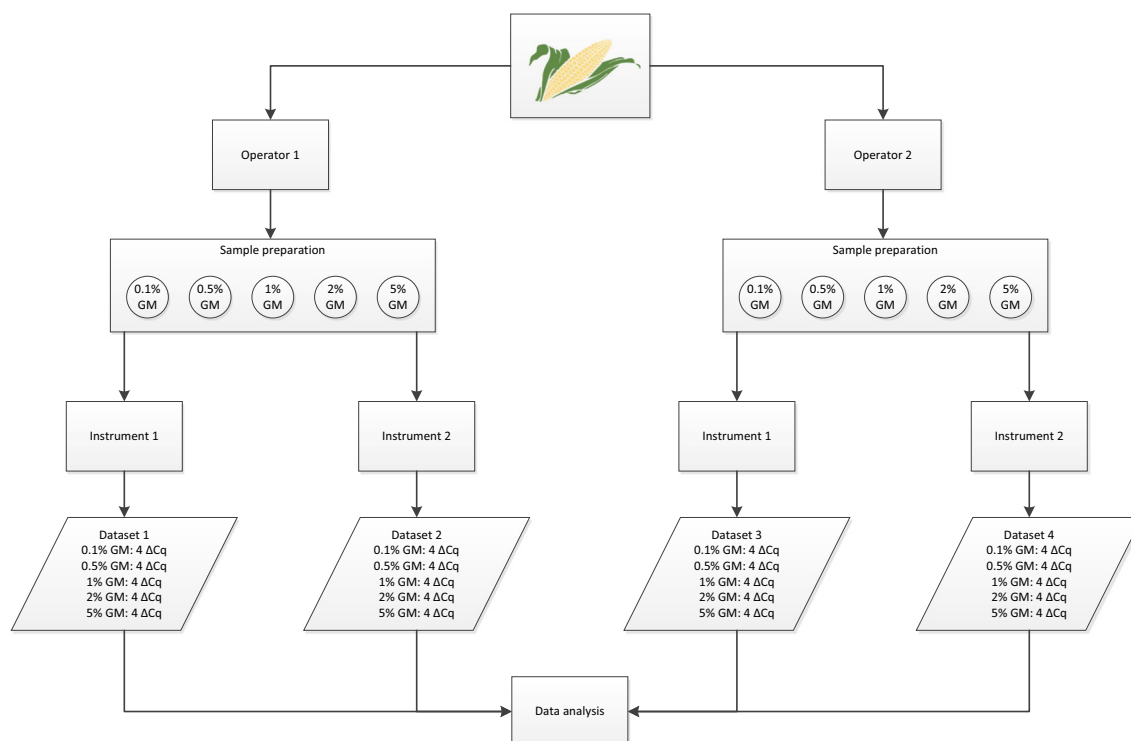 Operator 1
Operator 2
Sample preparation
0.1%
GM
0.5%
GM
1%
GM
2%
GM
5%
GM
Sample preparation
0.1%
GM
0.5%
GM
1%
GM
2%
GM
5%
GM
Instrument 1
Instrument 2
Instrument 1
Instrument 2
Dataset 1
0.1% GM: 4 ΔCq
0.5% GM: 4 ΔCq
1% GM: 4 ΔCq
2% GM: 4 ΔCq
5% GM: 4 ΔCq
Dataset 2
0.1% GM: 4 ΔCq
0.5% GM: 4 ΔCq
1% GM: 4 ΔCq
2% GM: 4 ΔCq
5% GM: 4 ΔCq
Dataset 3
0.1% GM: 4 ΔCq
0.5% GM: 4 ΔCq
1% GM: 4 ΔCq
2% GM: 4 ΔCq
5% GM: 4 ΔCq
Dataset 4
0.1% GM: 4 ΔCq
0.5% GM: 4 ΔCq
1% GM: 4 ΔCq
2% GM: 4 ΔCq
5% GM: 4 ΔCq
Data analysis